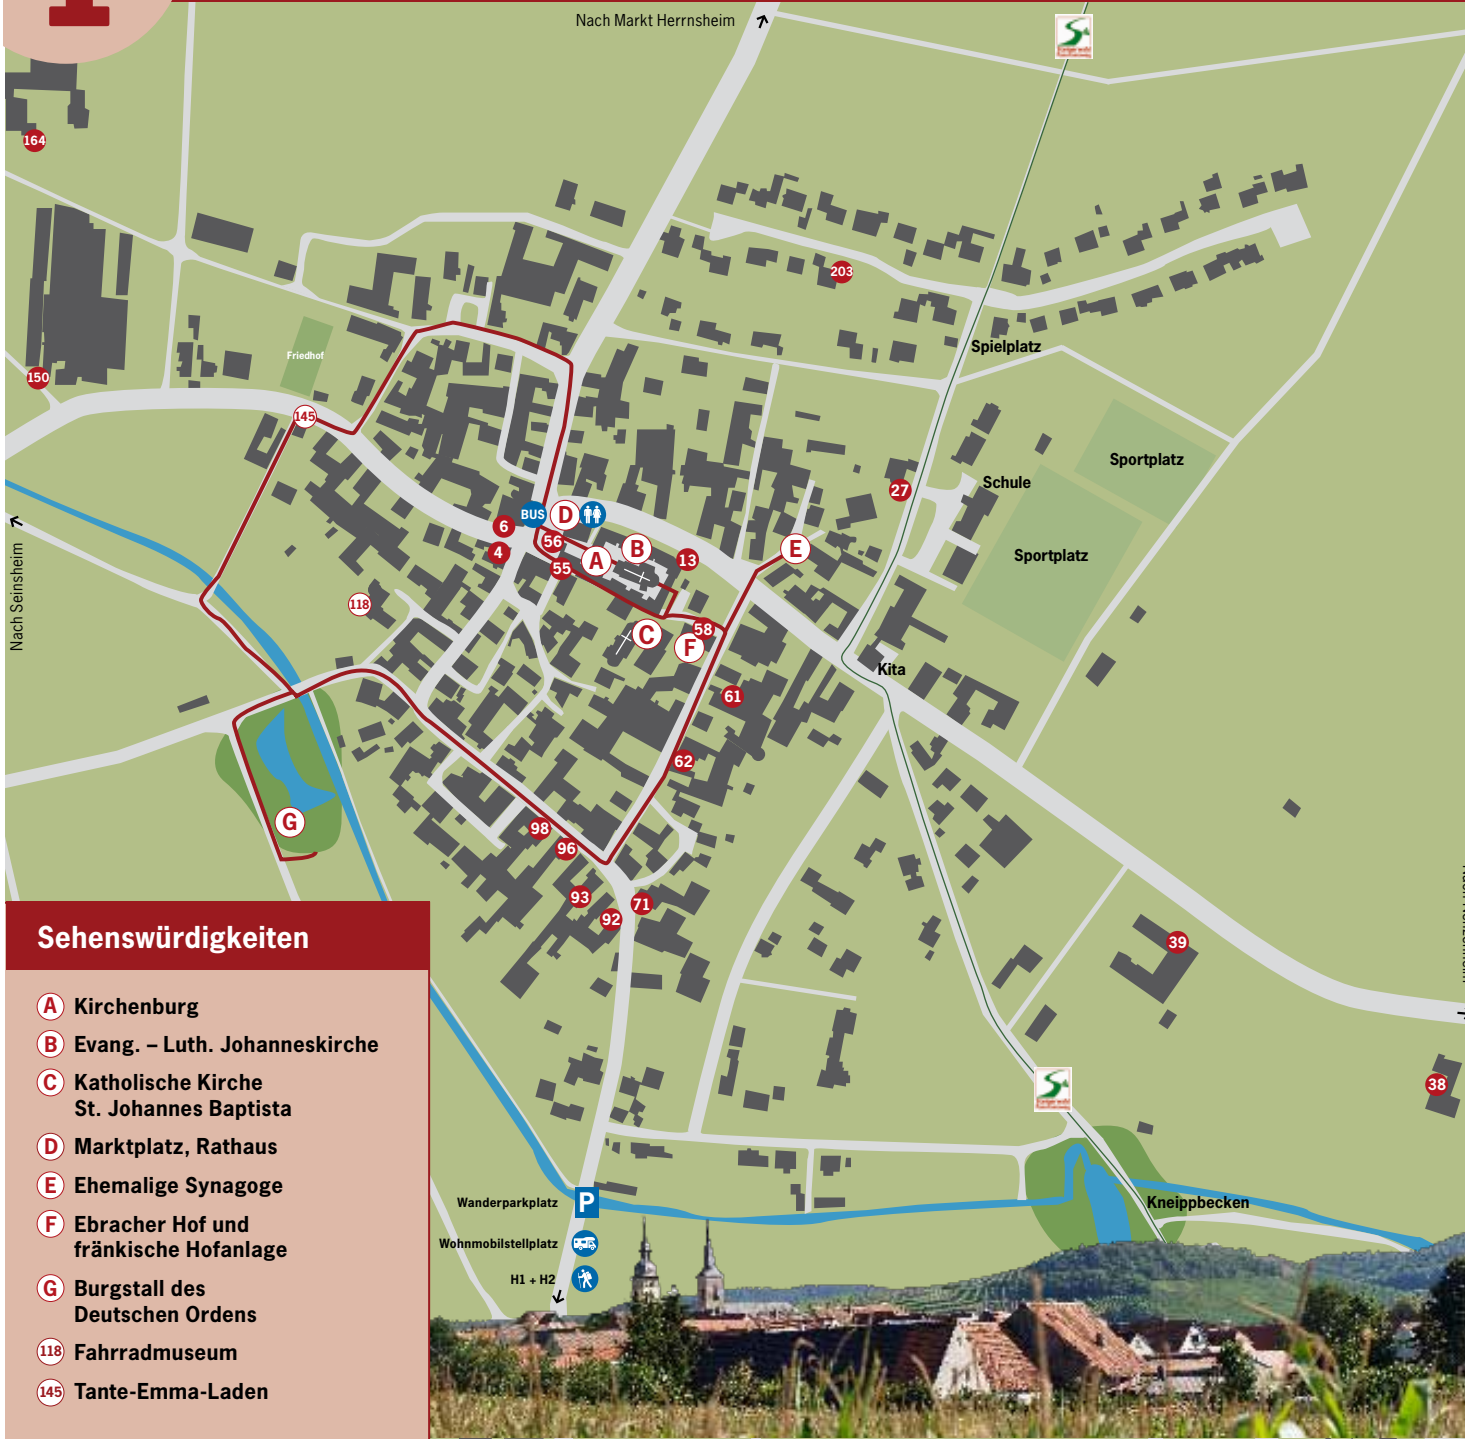 Nach Markt Herrnsheim
164
203
Spielplatz
Friedhof
150
145
Sportplatz
Schule
27
BUS
D
6
56
4
55
A
B
13
E
Sportplatz
Nach Seinsheim
118
58
C
F
Kita
61
62
G
98
96
93
92
71
39
38
Sehenswürdigkeiten
A Kirchenburg
B Evang. – Luth. Johanneskirche
C Katholische Kirche
St. Johannes Baptista
D Marktplatz, Rathaus
E Ehemalige Synagoge
F Ebracher Hof und
fränkische Hofanlage
G Burgstall des
Deutschen Ordens
118 Fahrradmuseum
145 Tante-Emma-Laden
Wanderparkplatz P
Kneippbecken
Wohnmobilstellplatz
H1 + H2